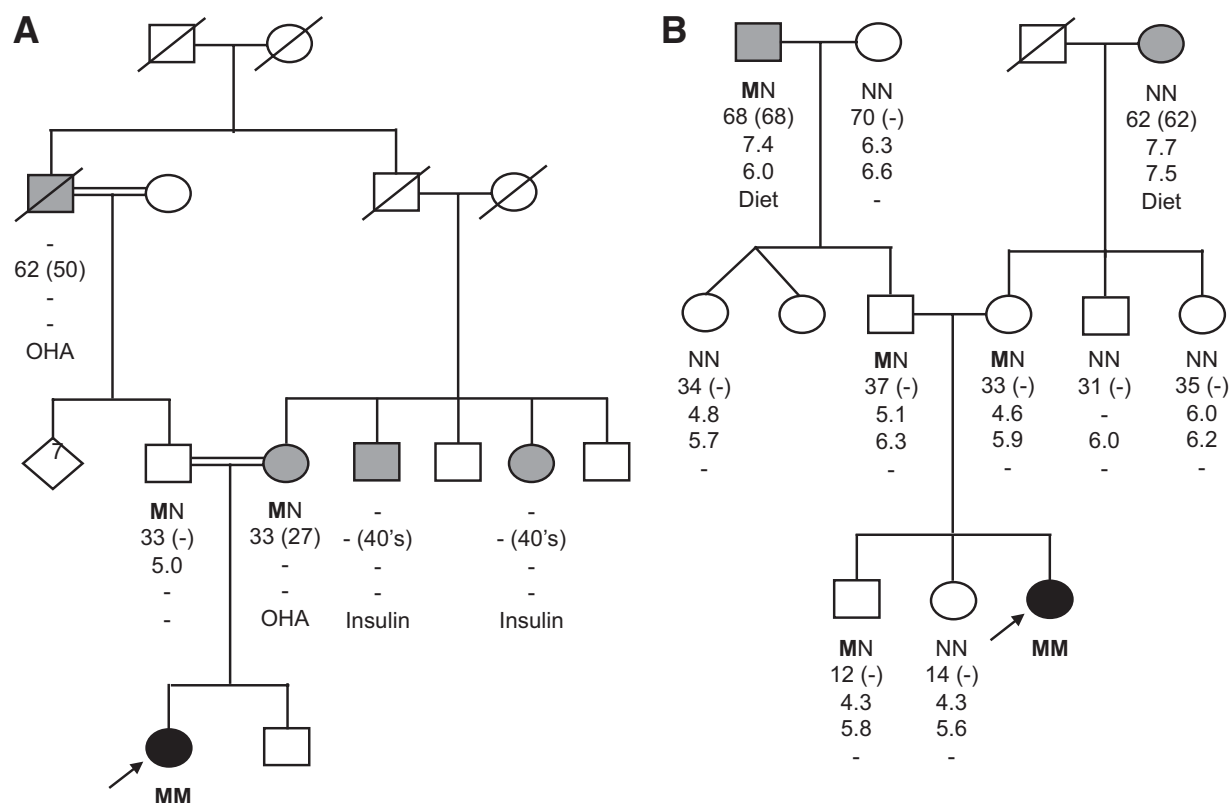 A
-
62 (50)
-
-
OHA
7
MN
33 (-)
5.0
-
-
MN
33 (27)
-
-
OHA
-
- (40's)
-
-
Insulin
-
- (40's)
-
-
Insulin
MM
B
MN
68 (68)
7.4
6.0
Diet
NN
70 (-)
6.3
6.6
-
NN
62 (62)
7.7
7.5
Diet
NN
34 (-)
4.8
5.7
-
MN
37 (-)
5.1
6.3
-
MN
33 (-)
4.6
5.9
-
NN
31 (-)
-
6.0
-
NN
35 (-)
6.0
6.2
-
MN
12 (-)
4.3
5.8
-
NN
14 (-)
4.3
5.6
-
MM